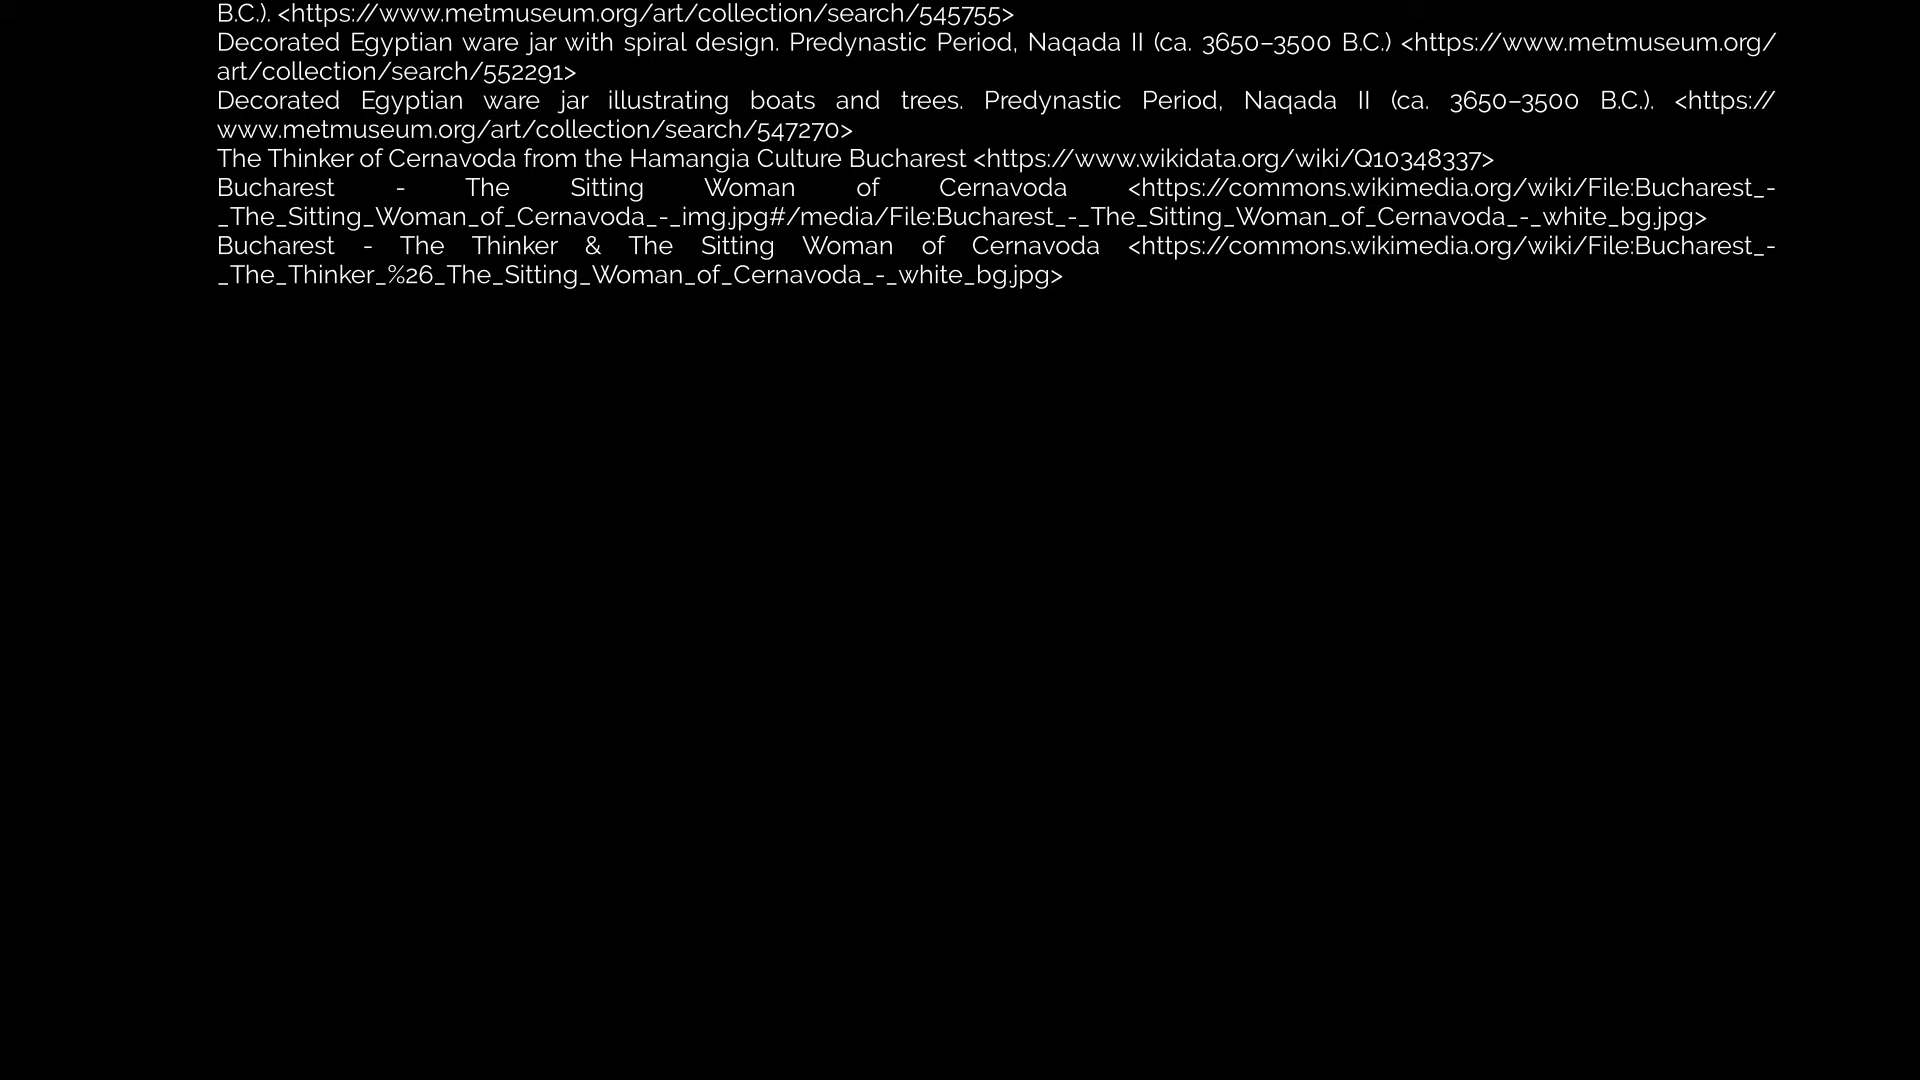 B.C.). <https://www.metmuseum.org/art/collection/search/545755>
Decorated Egyptian ware jar with spiral design. Predynastic Period, Naqada II (ca. 3650–3500 B.C.) <https://www.metmuseum.org/
art/collection/search/552291>
Decorated Egyptian ware jar illustrating boats and trees. Predynastic Period, Naqada II (ca. 3650–3500 B.C.). <https://
www.metmuseum.org/art/collection/search/547270>
The Thinker of Cernavoda from the Hamangia Culture Bucharest <https://www.wikidata.org/wiki/Q10348337>
Bucharest - The Sitting Woman of Cernavoda <https://commons.wikimedia.org/wiki/File:Bucharest_-
_The_Sitting_Woman_of_Cernavoda_-_img.jpg#/media/File:Bucharest_-_The_Sitting_Woman_of_Cernavoda_-_white_bg.jpg>
Bucharest - The Thinker & The Sitting Woman of Cernavoda <https://commons.wikimedia.org/wiki/File:Bucharest_-
_The_Thinker_%26_The_Sitting_Woman_of_Cernavoda_-_white_bg.jpg>